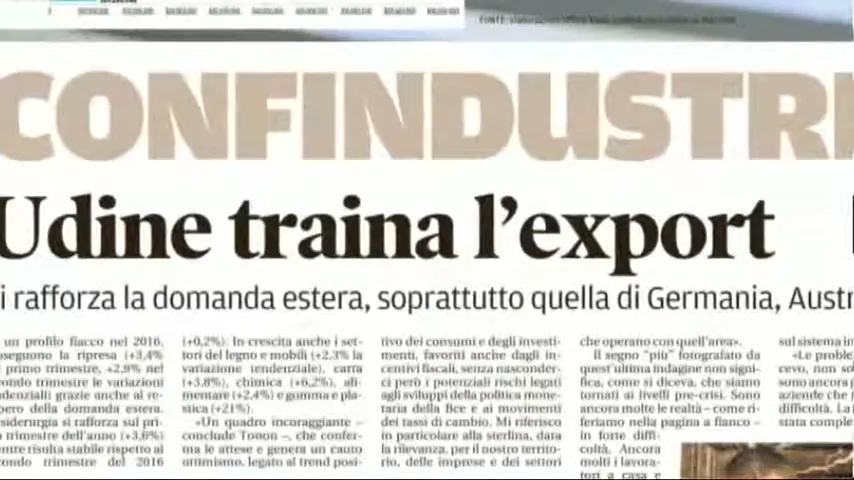 FONTE:
CONFINDUSTRI
Udine traina l'export
i rafforza la domanda estera, soprattutto quella di Germania, Austr
un profilo fiacco nel 2016,
seguono la ripresa (+3,4%
primo trimestre, +2,9% nel
ondo trimestre le variazioni
denziali) grazie anche al re-
pero della domanda estera.
siderurgia si rafforza sul pri-
trimestre dell'anno (+3,6%)
ntre risulta stabile rispetto al
condo trimestre del 2016
(+0,2%). In crescita anche i set-
tori del legno e mobili (+2,3% la
variazione tendenziale), carta
(+3,8%), chimica (+6,2%), ali-
mentare (+2,4%) e gomma e pla-
stica (+21%).
«Un quadro incoraggiante –
conclude Tonon –, che confer-
ma le attese e genera un cauto
ottimismo, legato al trend posi-
tivo dei consumi e degli investi-
menti, favoriti anche dagli in-
centivi fiscali, senza nasconder-
ci però i potenziali rischi legati
agli sviluppi della politica mone-
taria della Bce e ai movimenti
dei tassi di cambio. Mi riferisco
in particolare alla sterlina, data
la rilevanza, per il nostro territo-
rio, delle imprese e dei settori
che operano con quell'area».
Il segno "più" fotografato da
quest'ultima indagine non signi-
fica, come si diceva, che siamo
tornati ai livelli pre-crisi. Sono
ancora molte le realtà – come ri-
feriamo nella pagina a fianco –
in forte diffi-
coltà. Ancora
molti i lavora-
tori a casa e
sul sistema in
«Le proble
cevo, non so
sono ancora
aziende che
difficoltà. La
stata comple